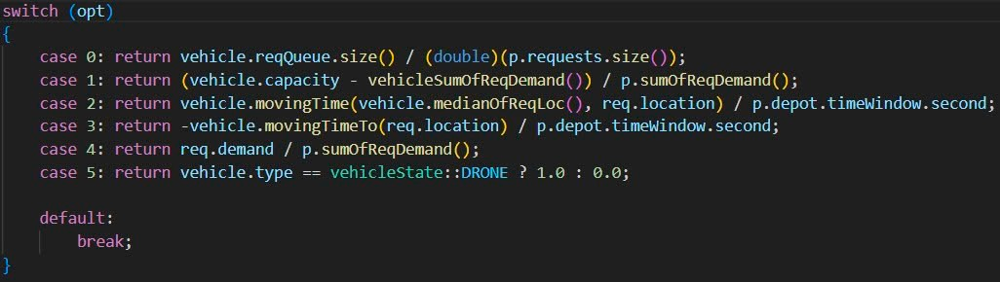 switch (opt)
{
    case 0: return vehicle.reqQueue.size() / (double)(p.requests.size());
    case 1: return (vehicle.capacity - vehicleSumOfReqDemand()) / p.sumOfReqDemand();
    case 2: return vehicle.movingTime(vehicle.medianOfReqLoc(), req.location) / p.depot.timeWindow.second;
    case 3: return -vehicle.movingTimeTo(req.location) / p.depot.timeWindow.second;
    case 4: return req.demand / p.sumOfReqDemand();
    case 5: return vehicle.type == vehicleState::DRONE ? 1.0 : 0.0;

    default:
        break;
}